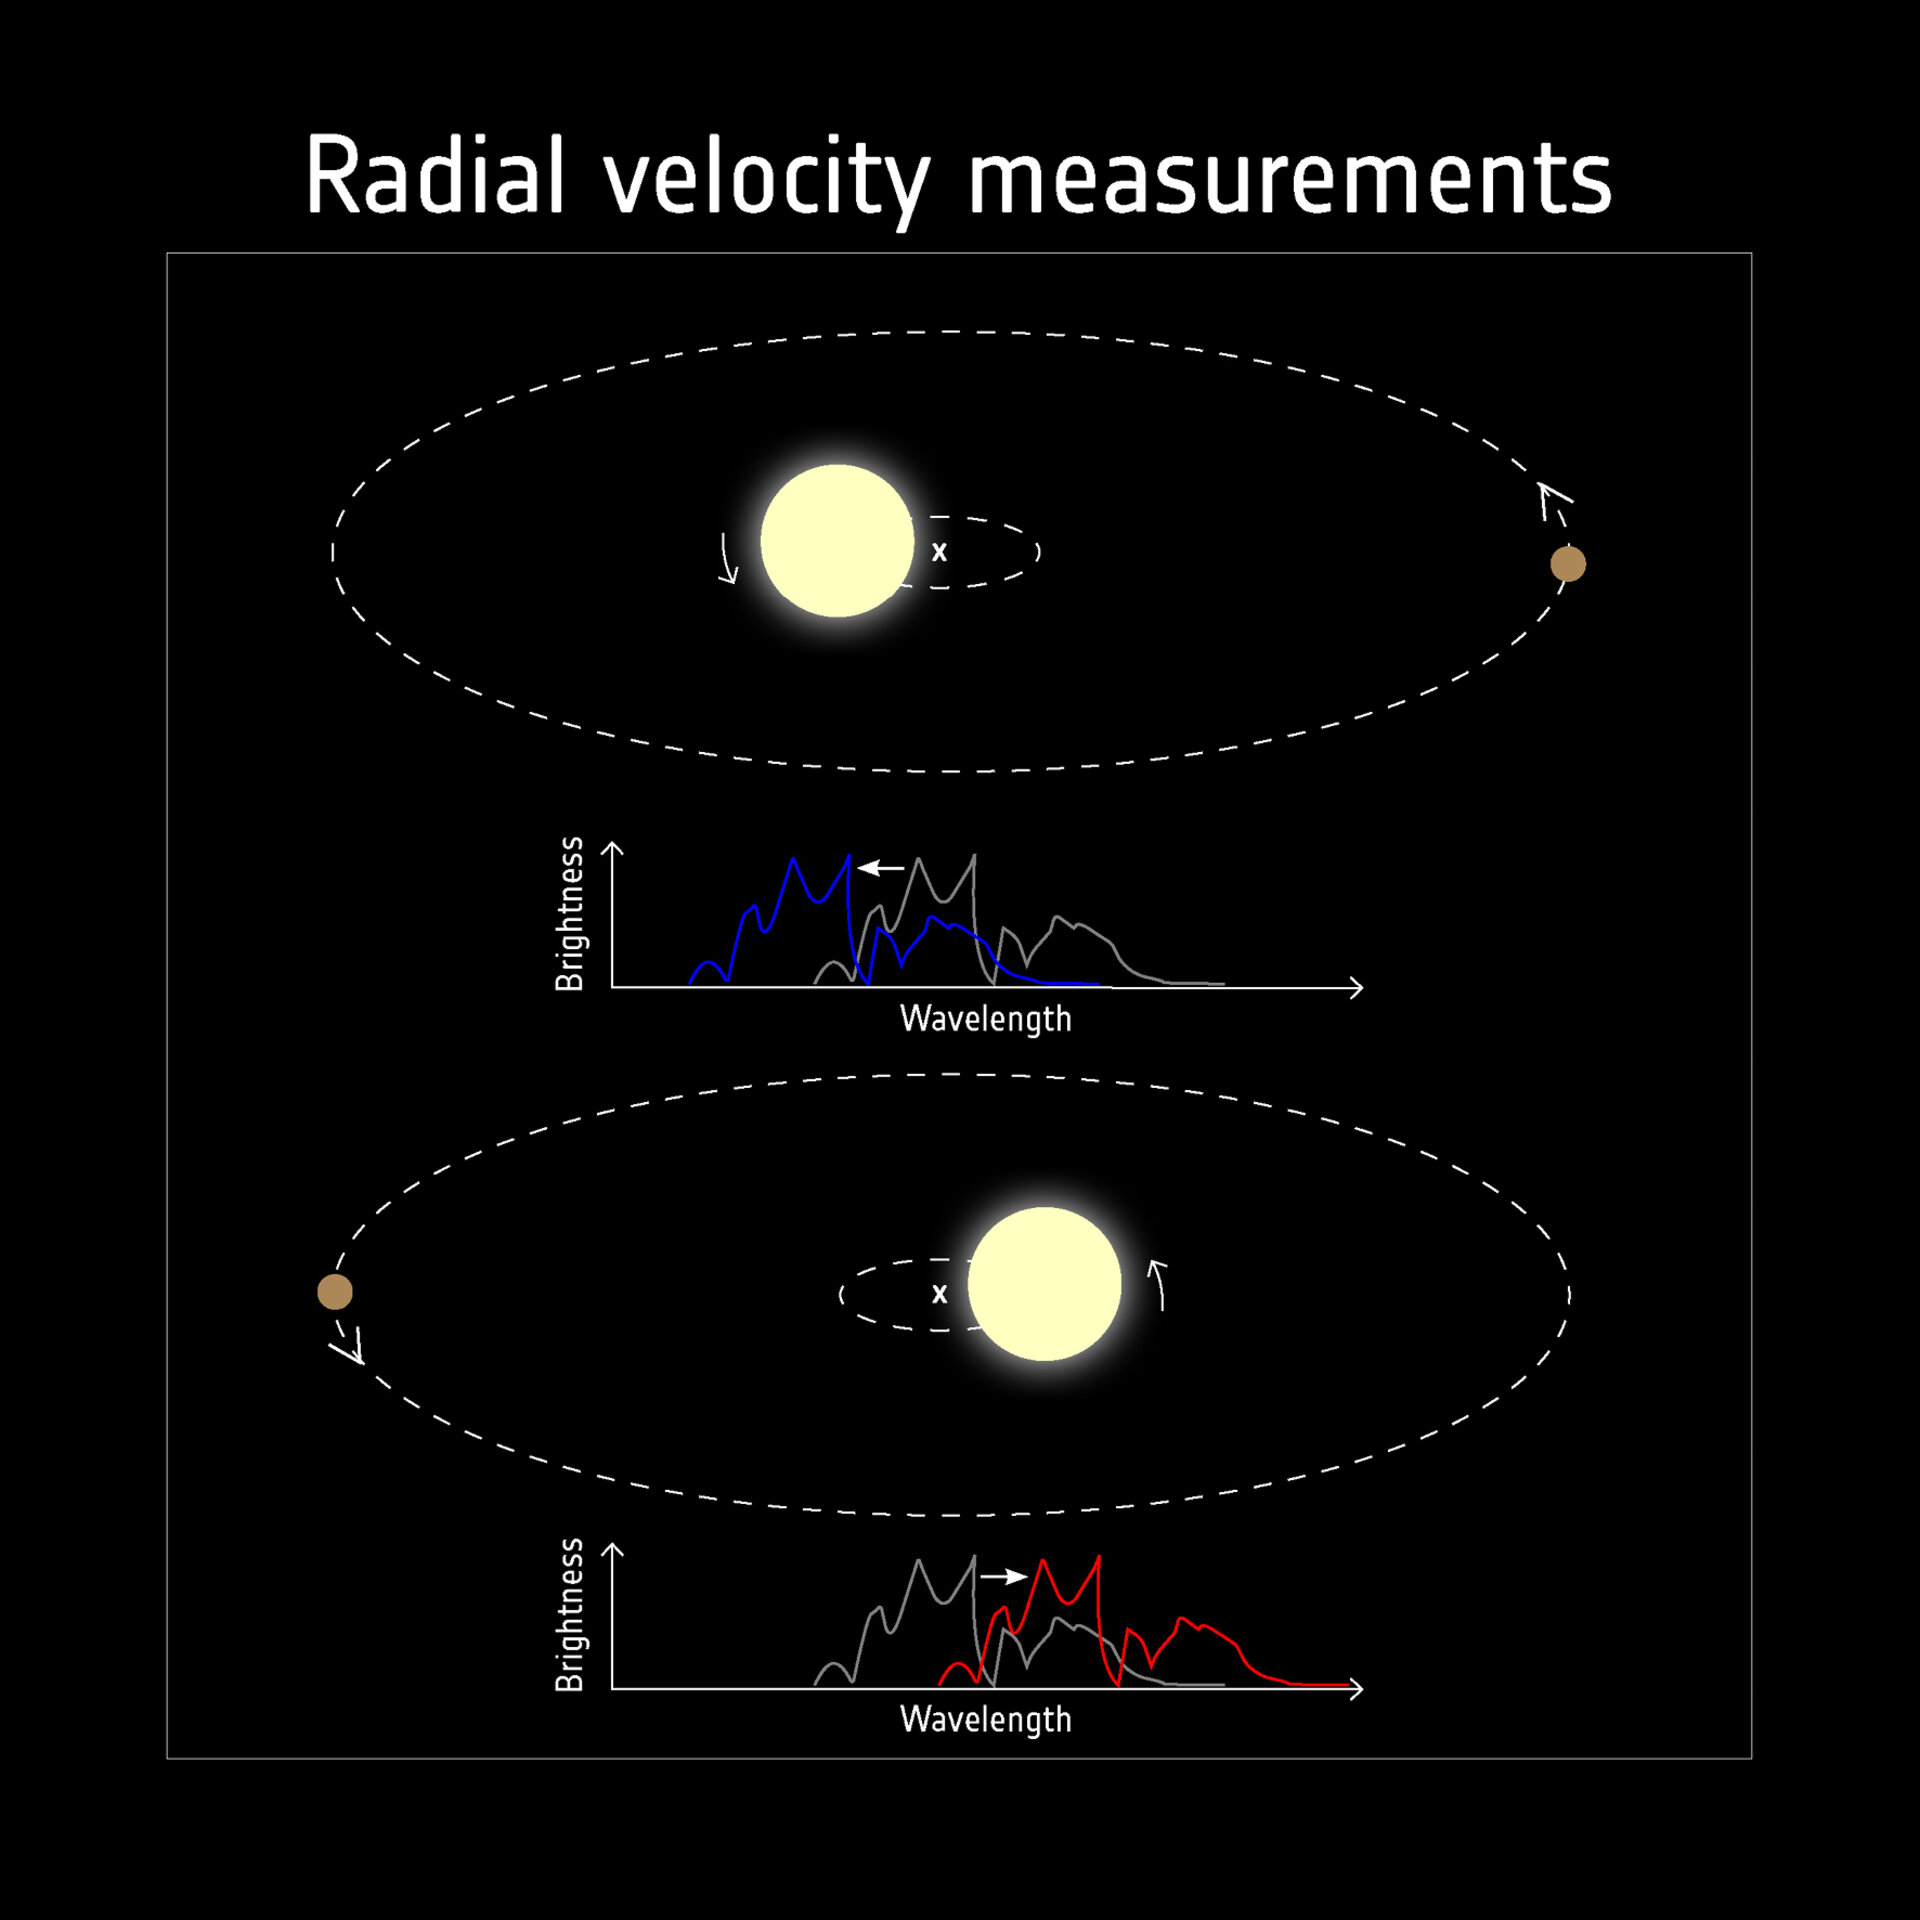 Radial velocity measurements
x
Brightness
Wavelength
x
Brightness
Wavelength